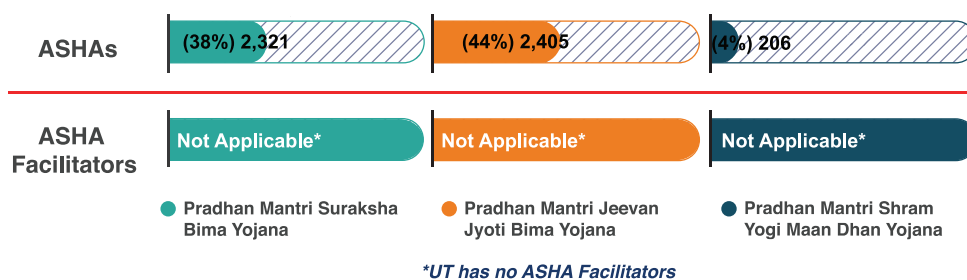 ASHAs
(38%) 2,321
(44%) 2,405
(4%) 206
ASHA
Facilitators
Not Applicable*
Not Applicable*
Not Applicable*
Pradhan Mantri Suraksha
Bima Yojana
Pradhan Mantri Jeevan
Jyoti Bima Yojana
Pradhan Mantri Shram
Yogi Maan Dhan Yojana
*UT has no ASHA Facilitators